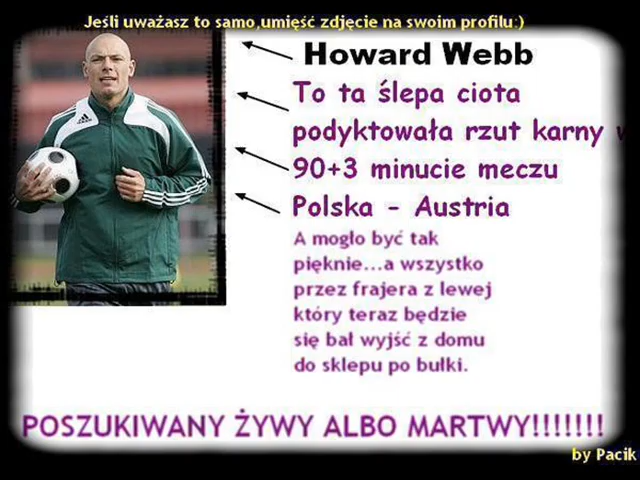 Jeśli uważasz to samo,umięść zdjęcie na swoim profilu:)
Howard Webb
To ta ślepa ciota
podyktowała rzut karny w
90+3 minucie meczu
Polska - Austria
A mogło być tak
pięknie...a wszystko
przez frajera z lewej
który teraz będzie
się bał wyjść z domu
do sklepu po bułki.
POSZUKIWANY ŻYWY ALBO MARTWY!!!!!!!
by Pacik